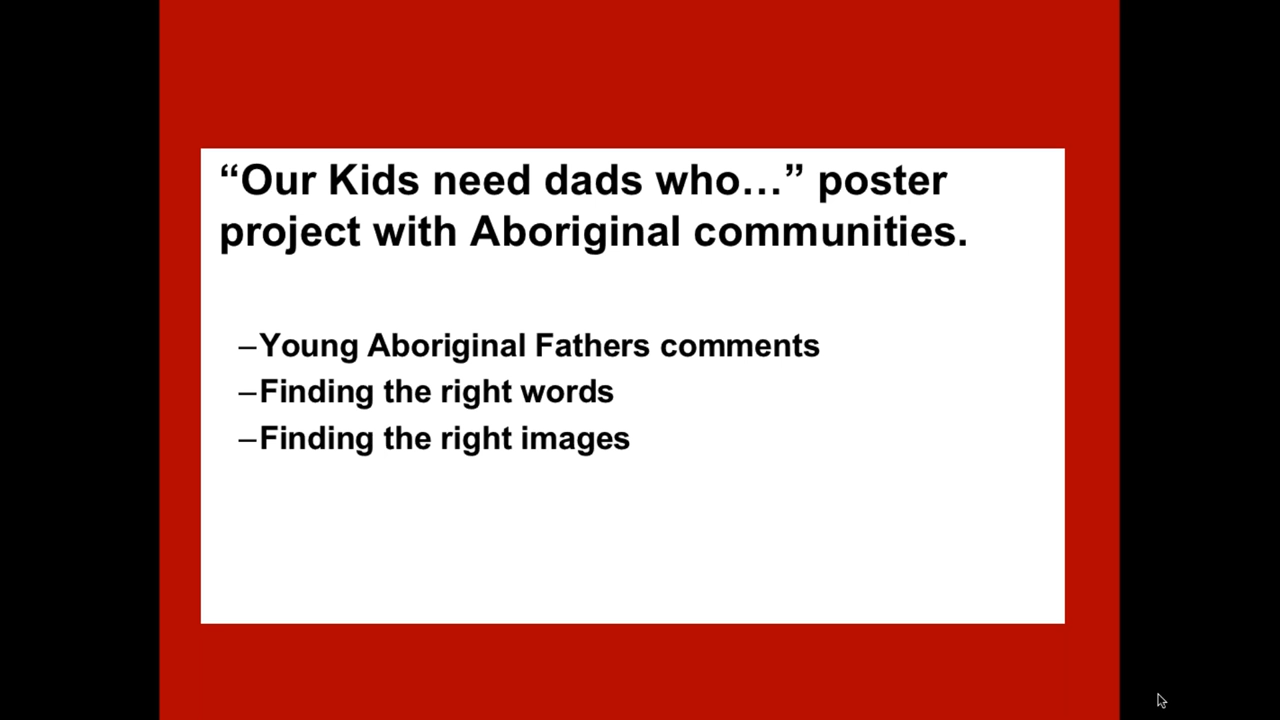 “Our Kids need dads who…” poster
project with Aboriginal communities.
–Young Aboriginal Fathers comments
–Finding the right words
–Finding the right images